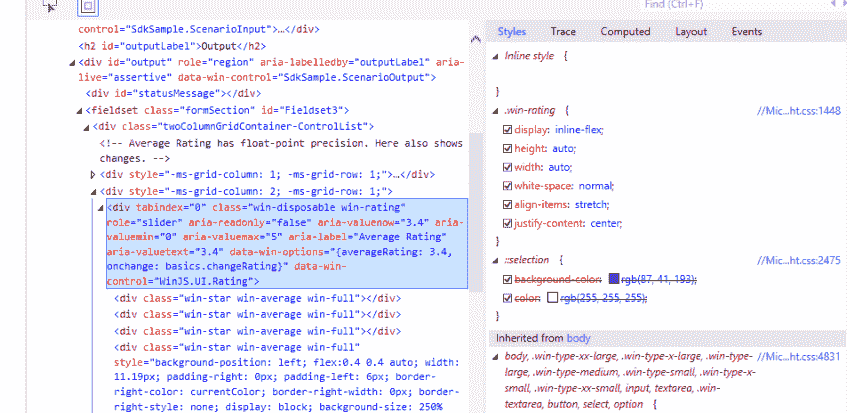 Find (Ctrl+F)
control="SdkSample.ScenarioInput">…</div>
<h2 id="outputLabel">Output</h2>
<div id="output" role="region" aria-labelledby="outputLabel" aria-
live="assertive" data-win-control="SdkSample.ScenarioOutput">
<div id="statusMessage"></div>
<fieldset class="formSection" id="Fieldset3">
<div class="twoColumnGridContainer-ControlList">
<!-- Average Rating has float-point precision. Here also shows
changes. -->
<div style="-ms-grid-column: 1; -ms-grid-row: 1;">…</div>
<div style="-ms-grid-column: 2; -ms-grid-row: 1;">
<div tabindex="0" class="win-disposable win-rating"
role="slider" aria-readonly="false" aria-valuenow="3.4" aria-
valuemin="0" aria-valuemax="5" aria-label="Average Rating"
aria-valuetext="3.4" data-win-options="{averageRating: 3.4,
onchange: basics.changeRating}" data-win-
control="WinJS.UI.Rating">
<div class="win-star win-average win-full"></div>
<div class="win-star win-average win-full"></div>
<div class="win-star win-average win-full"></div>
<div class="win-star win-average win-full"
style="background-position: left; flex:0.4 0.4 auto; width:
11.19px; padding-right: 0px; padding-left: 6px; border-
right-color: currentColor; border-right-width: 0px; border-
right-style: none; display: block; background-size: 250%
Styles Trace Computed Layout Events
Inline style {
}
.win-rating { //Mic...ht.css:1448
display: inline-flex;
height: auto;
width: auto;
white-space: normal;
align-items: stretch;
justify-content: center;
}
::selection { //Mic...ht.css:2475
background-color: rgb(87, 41, 193);
color: rgb(255, 255, 255);
}
Inherited from body
body, .win-type-xx-large, .win-type-x-large, .win-type- //Mic...ht.css:4831
large, .win-type-medium, .win-type-small, .win-type-x-
small, .win-type-xx-small, input, textarea, .win-
textarea, button, select, option {